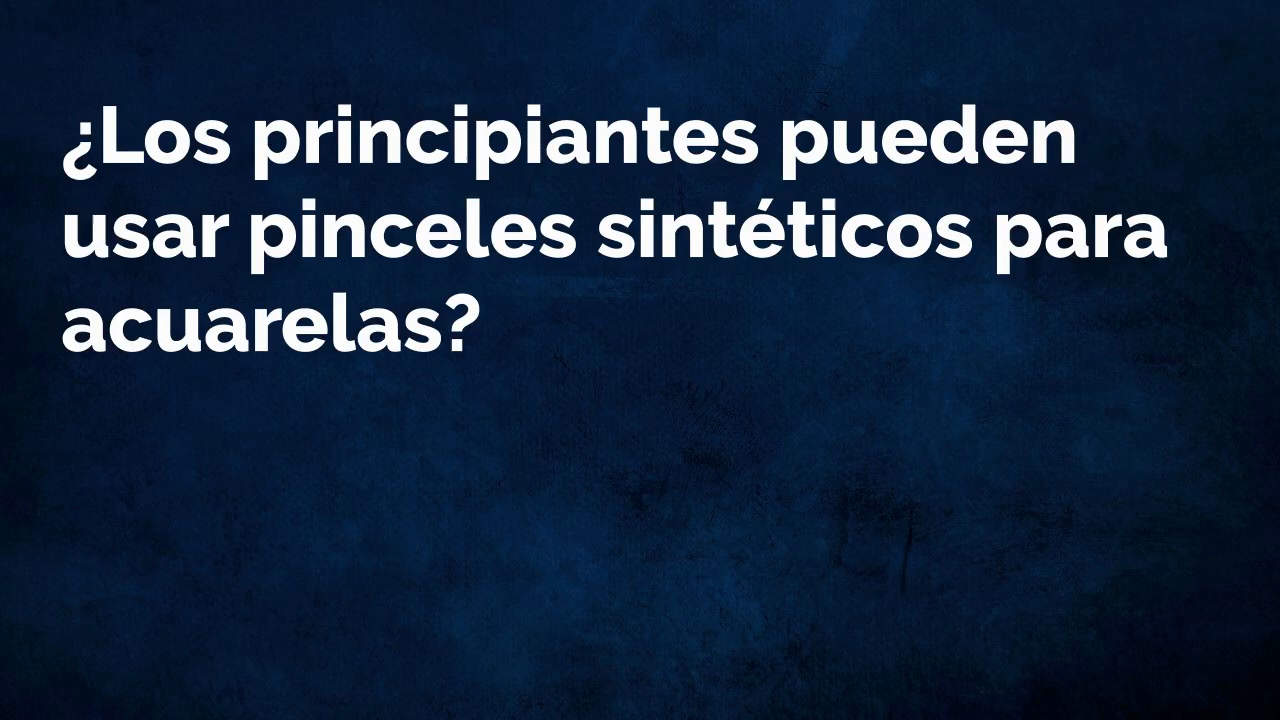 ¿Los principiantes pueden
usar pinceles sintéticos para
acuarelas?